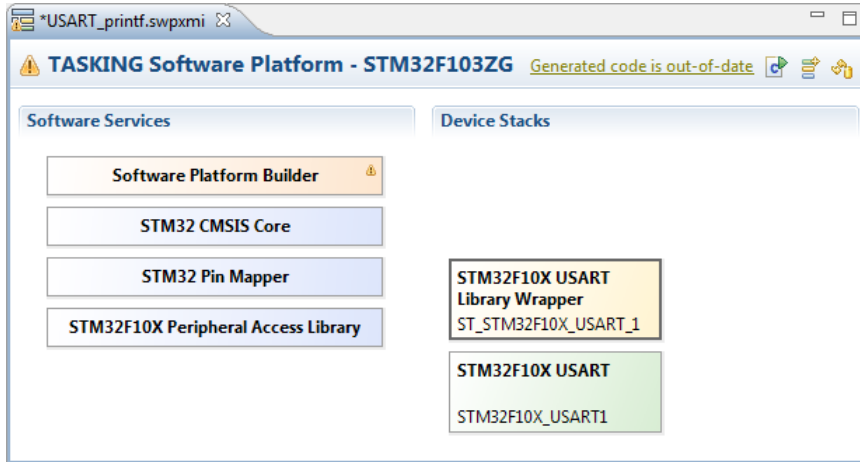 *USART_printf.swpxmi
TASKING Software Platform - STM32F103ZG Generated code is out-of-date
Software Services
Device Stacks
Software Platform Builder
STM32 CMSIS Core
STM32 Pin Mapper
STM32F10X Peripheral Access Library
STM32F10X USART
Library Wrapper
ST_STM32F10X_USART_1
STM32F10X USART
STM32F10X_USART1